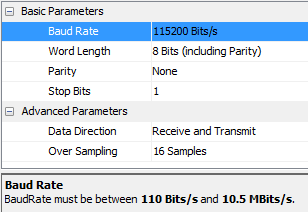 Basic Parameters
Baud Rate 115200 Bits/s
Word Length 8 Bits (including Parity)
Parity None
Stop Bits 1
Advanced Parameters
Data Direction Receive and Transmit
Over Sampling 16 Samples
Baud Rate
BaudRate must be between 110 Bits/s and 10.5 MBits/s.